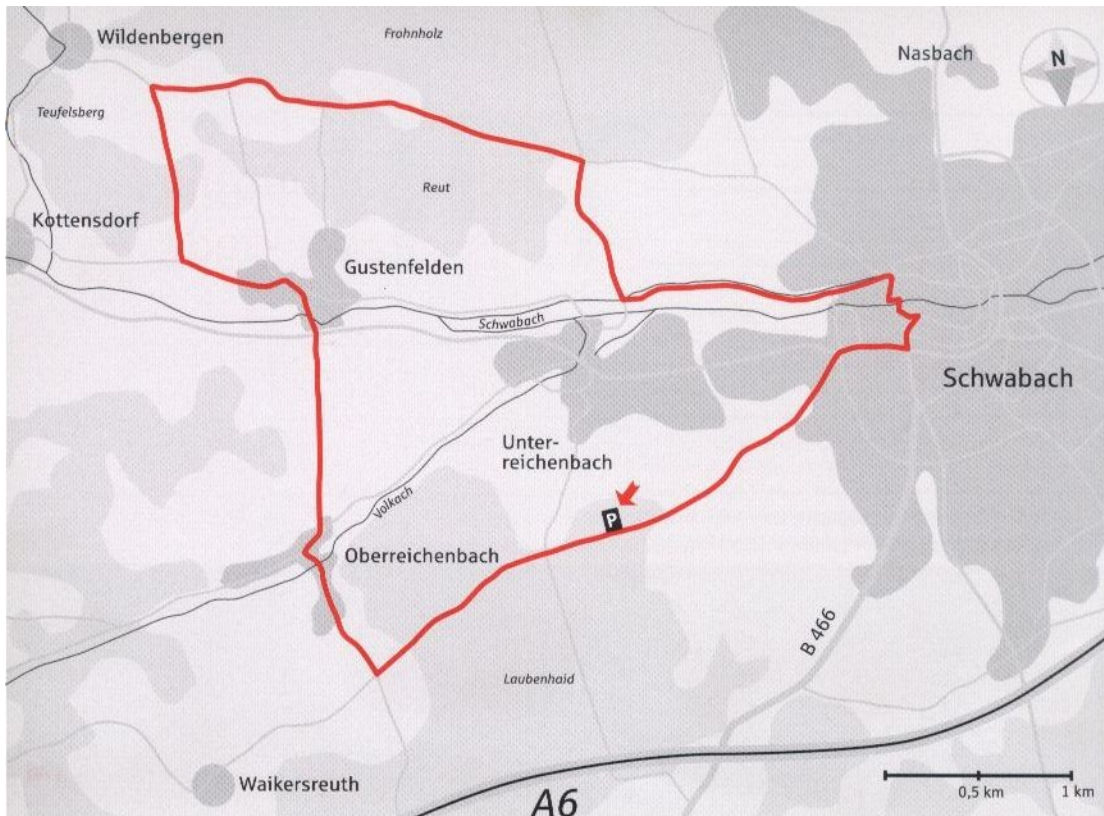 Wildenbergen
Frohnholz
Nasbach
N
Teufelsberg
Reut
Kottensdorf
Gustenfelden
Schwabach
Schwabach
Unter-
reichenbach
P
Volkach
Oberreichenbach
B 466
Laubenhaid
Waikersreuth
A6
0,5 km
1 km